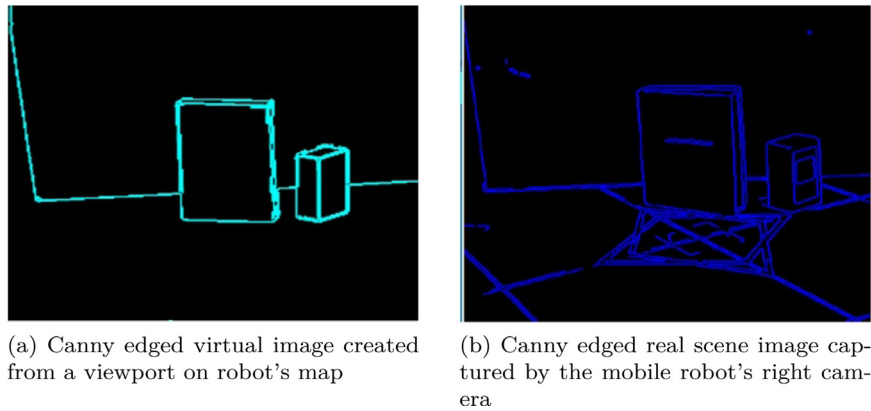 (a) Canny edged virtual image created
from a viewport on robot's map
(b) Canny edged real scene image cap-
tured by the mobile robot's right cam-
era